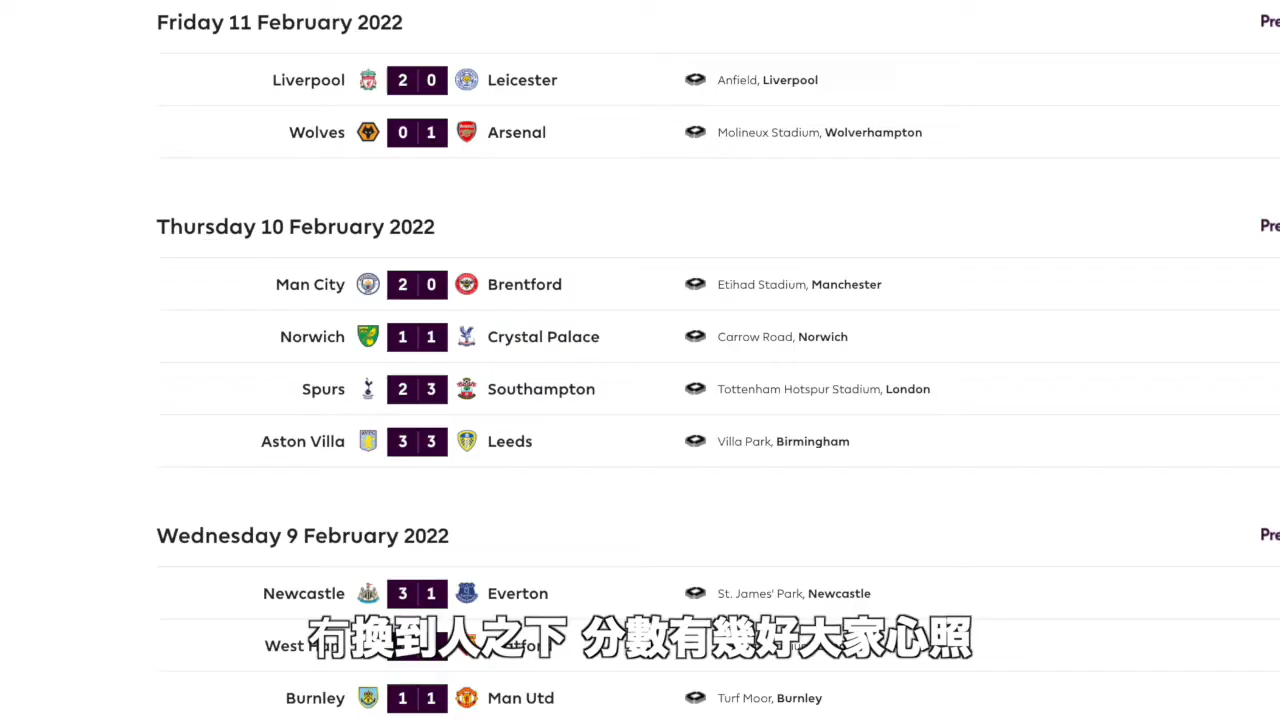 Friday 11 February 2022
Pre
Liverpool 2 0 Leicester Anfield, Liverpool
Wolves 0 1 Arsenal Molineux Stadium, Wolverhampton
Thursday 10 February 2022
Pre
Man City 2 0 Brentford Etihad Stadium, Manchester
Norwich 1 1 Crystal Palace Carrow Road, Norwich
Spurs 2 3 Southampton Tottenham Hotspur Stadium, London
Aston Villa 3 3 Leeds Villa Park, Birmingham
Wednesday 9 February 2022
Pre
Newcastle 3 1 Everton St. James' Park, Newcastle
West
冇換到人之下 分數有幾好大家心照
Burnley 1 1 Man Utd Turf Moor, Burnley